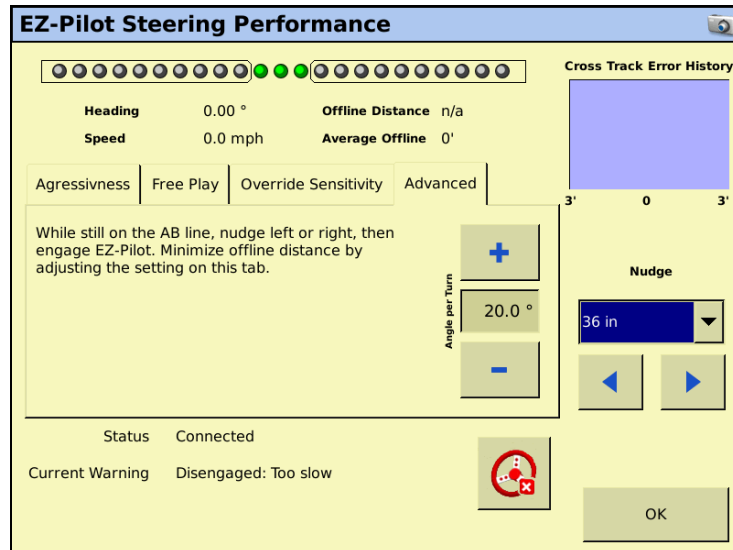 EZ-Pilot Steering Performance
Cross Track Error History
Heading 0.00 ° Offline Distance n/a
Speed 0.0 mph Average Offline 0'
Agressivness Free Play Override Sensitivity Advanced
3' 0 3'
While still on the AB line, nudge left or right, then
engage EZ-Pilot. Minimize offline distance by
adjusting the setting on this tab.
+
Angle per Turn
20.0 °
-
Nudge
36 in
Status Connected
Current Warning Disengaged: Too slow
OK